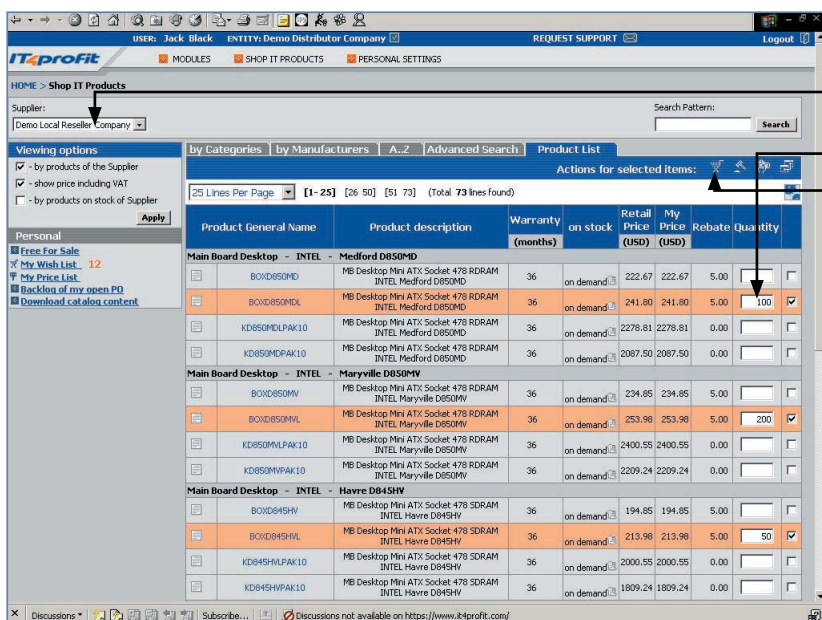 USER: Jack Black ENTITY: Demo Distributor Company REQUEST SUPPORT Logout
IT4profit MODULES SHOP IT PRODUCTS PERSONAL SETTINGS
HOME > Shop IT Products
Supplier: Search Pattern:
Demo Local Reseller Company Search
Viewing options
- by products of the Supplier
- show price including VAT
- by products on stock of Supplier
Apply
Personal
Free For Sale
My Wish List 12
My Price List
Backlog of my open PO
Download catalog content
by Categories by Manufacturers A..Z Advanced Search Product List
Actions for selected items:
25 Lines Per Page [1-25] [26 50] [51 73] (Total 73 lines found)
Product General Name Product description Warranty (months) on stock Retail Price (USD) My Price (USD) Rebate Quantity
Main Board Desktop - INTEL - Medford D850MD
BOXD850MD MB Desktop Mini ATX Socket 478 RDRAM INTEL Medford D850MD 36 on demand 222.67 222.67 5.00
BOXD850MDL MB Desktop Mini ATX Socket 478 RDRAM INTEL Medford D850MD 36 on demand 241.80 241.80 5.00 100
KD850MDLPAK10 MB Desktop Mini ATX Socket 478 RDRAM INTEL Medford D850MD 36 on demand 2278.81 2278.81 0.00
KD850MDPAK10 MB Desktop Mini ATX Socket 478 RDRAM INTEL Medford D850MD 36 on demand 2087.50 2087.50 0.00
Main Board Desktop - INTEL - Maryville D850MV
BOXD850MV MB Desktop Mini ATX Socket 478 RDRAM INTEL Maryville D850MV 36 on demand 234.85 234.85 5.00
BOXD850MVL MB Desktop Mini ATX Socket 478 RDRAM INTEL Maryville D850MV 36 on demand 253.98 253.98 5.00 200
KD850MVLPAK10 MB Desktop Mini ATX Socket 478 RDRAM INTEL Maryville D850MV 36 on demand 2400.55 2400.55 0.00
KD850MVPAK10 MB Desktop Mini ATX Socket 478 RDRAM INTEL Maryville D850MV 36 on demand 2209.24 2209.24 0.00
Main Board Desktop - INTEL - Havre D845HV
BOXD845HV MB Desktop Mini ATX Socket 478 SDRAM INTEL Havre D845HV 36 on demand 194.85 194.85 5.00
BOXD845HVL MB Desktop Mini ATX Socket 478 SDRAM INTEL Havre D845HV 36 on demand 213.98 213.98 5.00 50
KD845HVLPAK10 MB Desktop Mini ATX Socket 478 SDRAM INTEL Havre D845HV 36 on demand 2000.55 2000.55 0.00
KD845HVPAK10 MB Desktop Mini ATX Socket 478 SDRAM INTEL Havre D845HV 36 on demand 1809.24 1809.24 0.00
Discussions Subscribe... Discussions not available on https://www.it4profit.com/